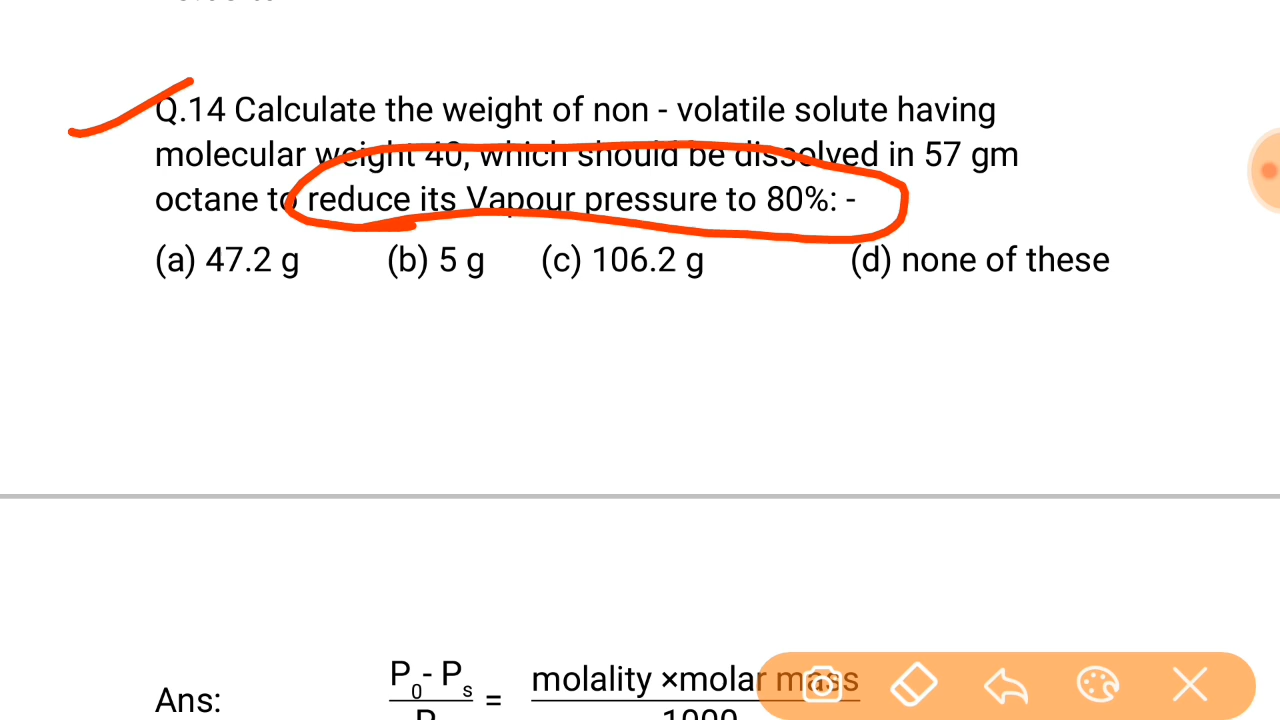 Q.14 Calculate the weight of non - volatile solute having
molecular weight 40, which should be dissolved in 57 gm
octane to reduce its Vapour pressure to 80%: -
(a) 47.2 g (b) 5 g (c) 106.2 g (d) none of these
P₀- Pₛ molality ×molar mass
Ans: =
1000